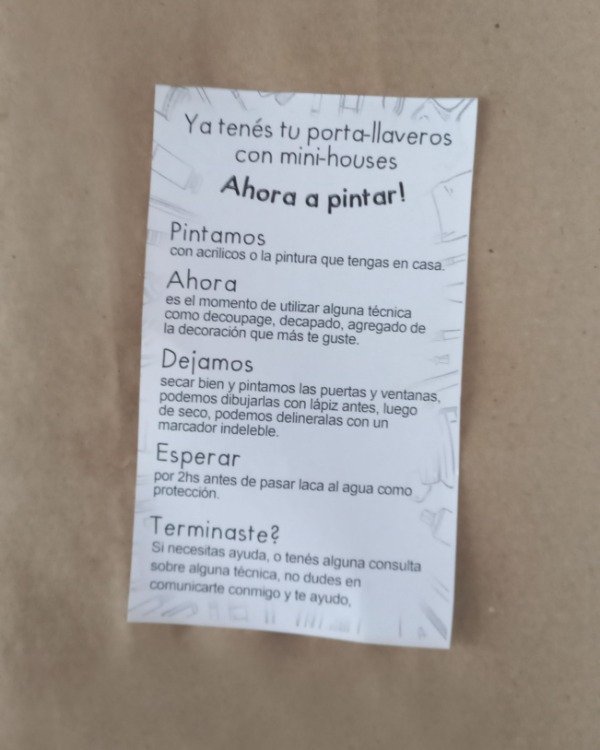 Ya tenés tu porta-llaveros
con mini-houses
Ahora a pintar!
Pintamos
con acrilicos o la pintura que tengas en casa.
Ahora
es el momento de utilizar alguna técnica
como decoupage, decapado, agregado de
la decoración que más te guste.
Dejamos
secar bien y pintamos las puertas y ventanas,
podemos dibujarlas con lápiz antes, luego
de seco, podemos delineralas con un
marcador indeleble.
Esperar
por 2hs antes de pasar laca al agua como
protección.
Terminaste?
Si necesitas ayuda, o tenés alguna consulta
sobre alguna técnica, no dudes en
comunicarte conmigo y te ayudo,